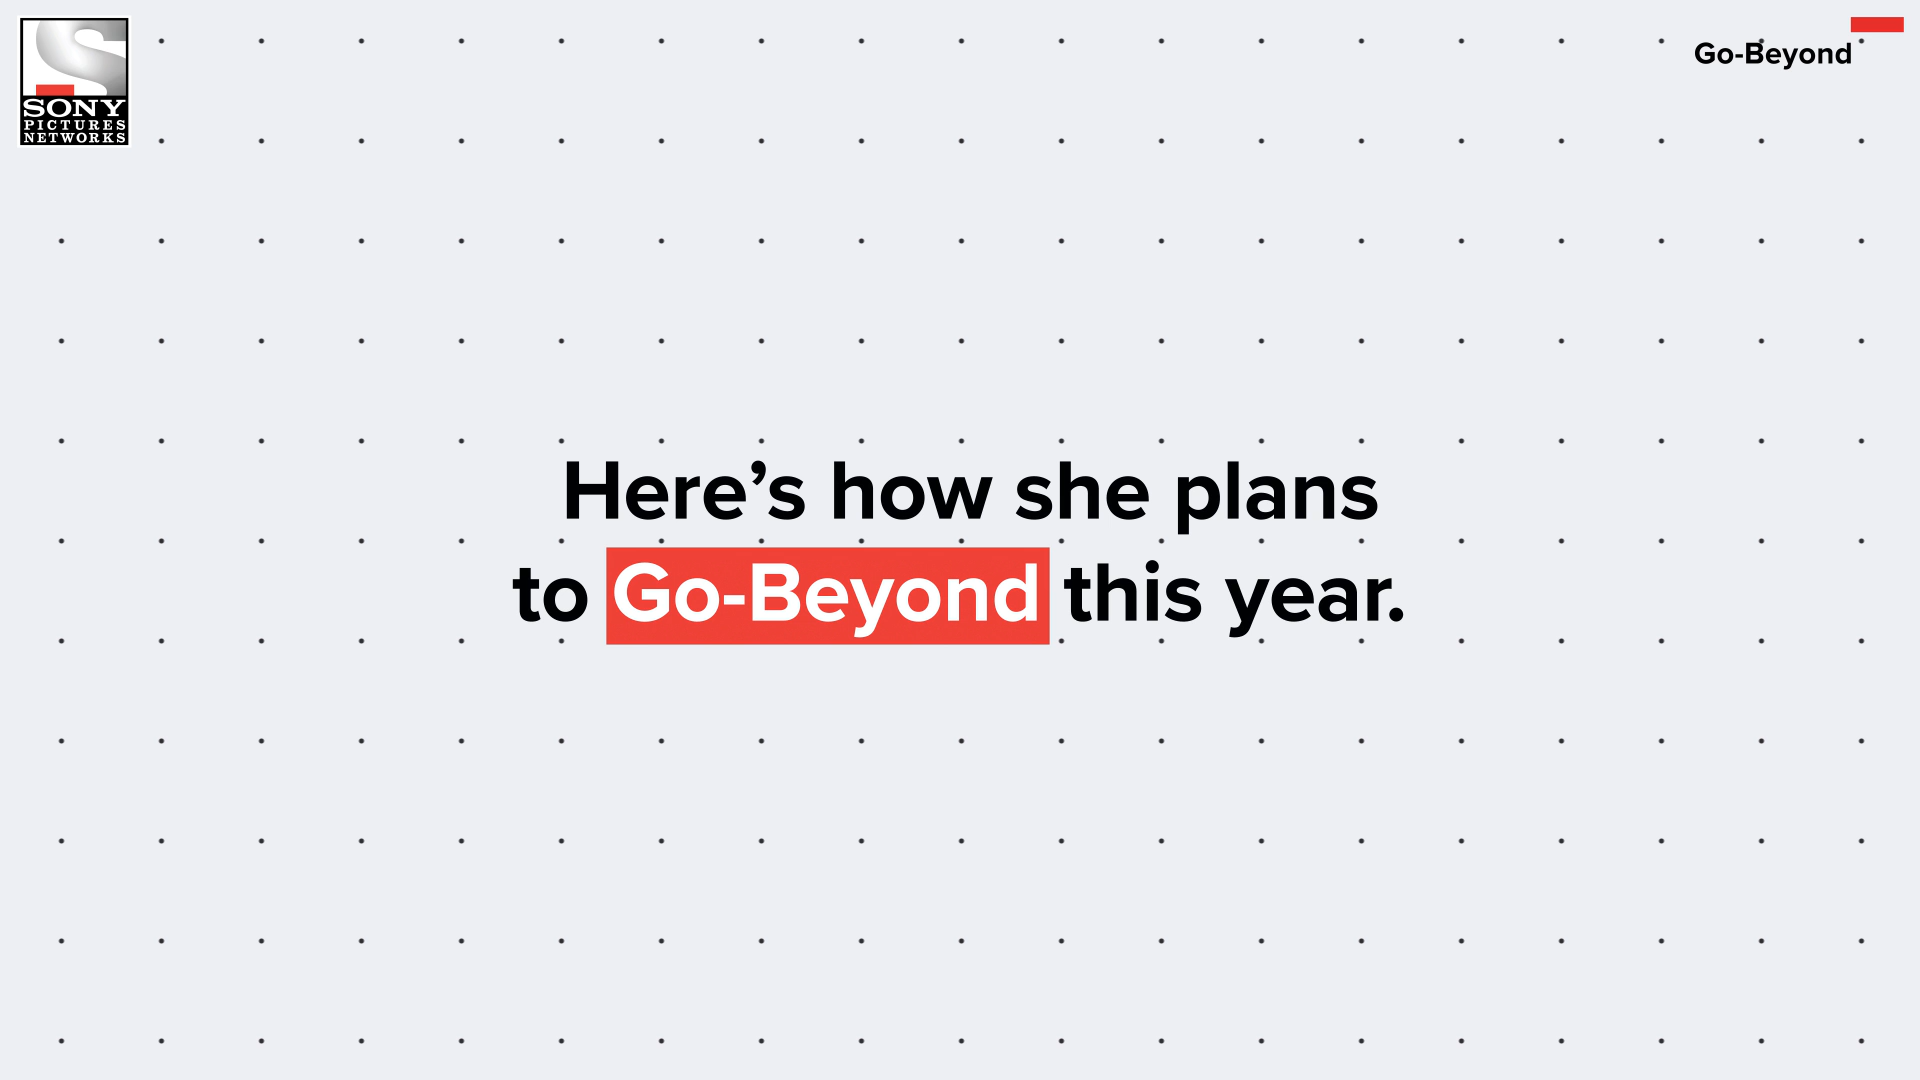 SONY
PICTURES
NETWORKS
Go-Beyond
Here’s how she plans
to Go-Beyond this year.